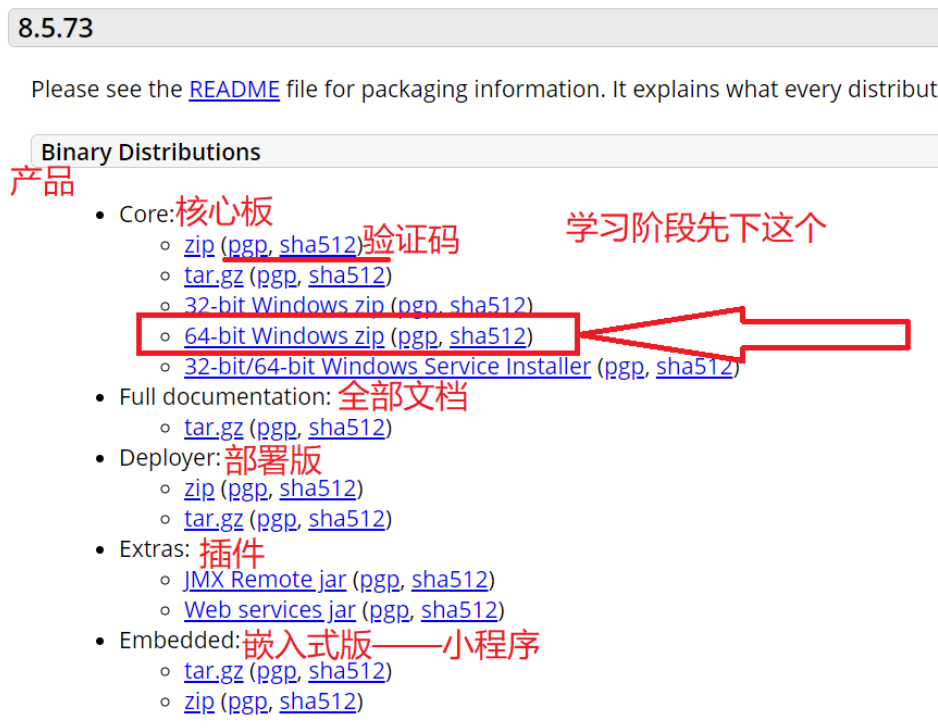 8.5.73
Please see the README file for packaging information. It explains what every distribut
Binary Distributions
产品
Core:核心板
zip (pgp, sha512)验证码
学习阶段先下这个
tar.gz (pgp, sha512)
32-bit Windows zip (pgp, sha512)
64-bit Windows zip (pgp, sha512)
32-bit/64-bit Windows Service Installer (pgp, sha512)
Full documentation: 全部文档
tar.gz (pgp, sha512)
Deployer:部署版
zip (pgp, sha512)
tar.gz (pgp, sha512)
Extras: 插件
JMX Remote jar (pgp, sha512)
Web services jar (pgp, sha512)
Embedded:嵌入式版——小程序
tar.gz (pgp, sha512)
zip (pgp, sha512)